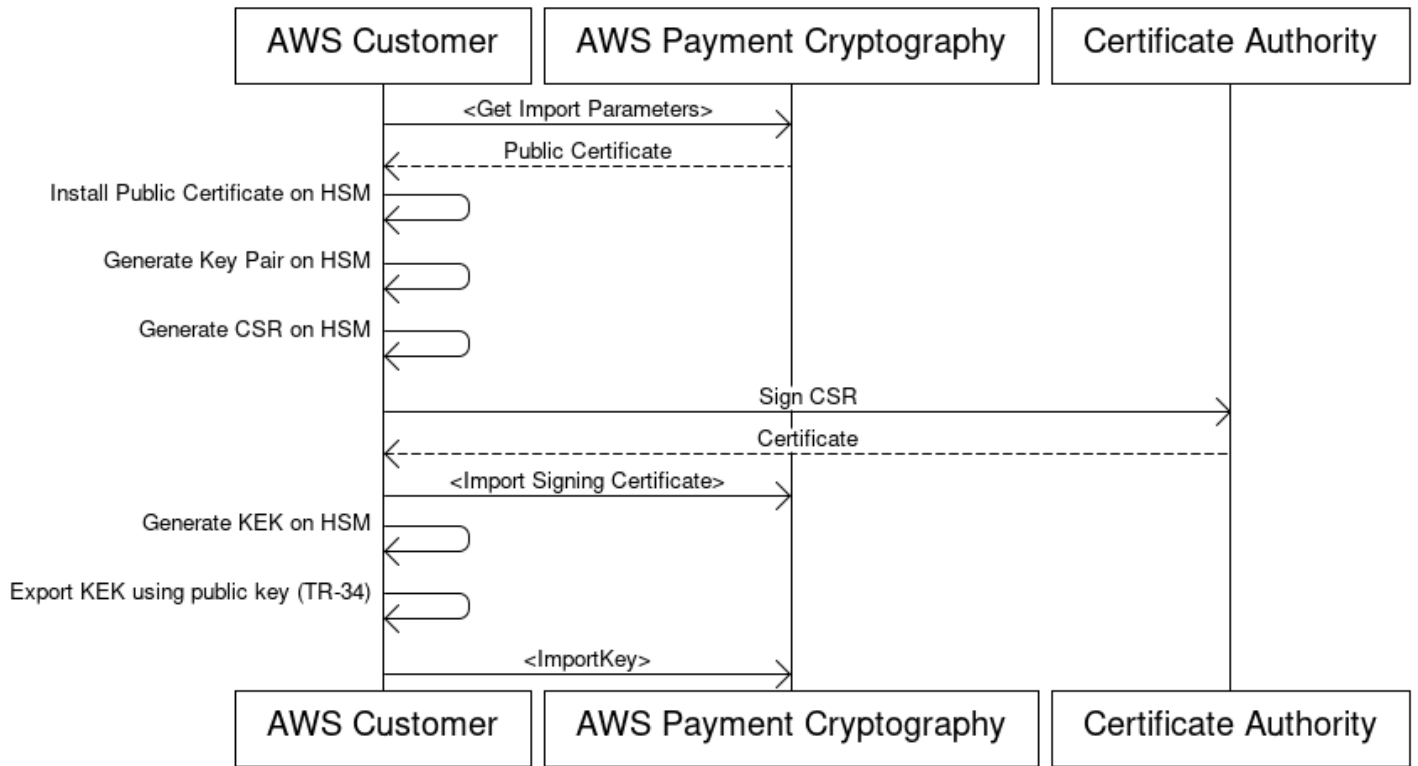 AWS Customer
AWS Payment Cryptography
Certificate Authority
<Get Import Parameters>
Public Certificate
Install Public Certificate on HSM
Generate Key Pair on HSM
Generate CSR on HSM
Sign CSR
Certificate
<Import Signing Certificate>
Generate KEK on HSM
Export KEK using public key (TR-34)
<ImportKey>
AWS Customer
AWS Payment Cryptography
Certificate Authority